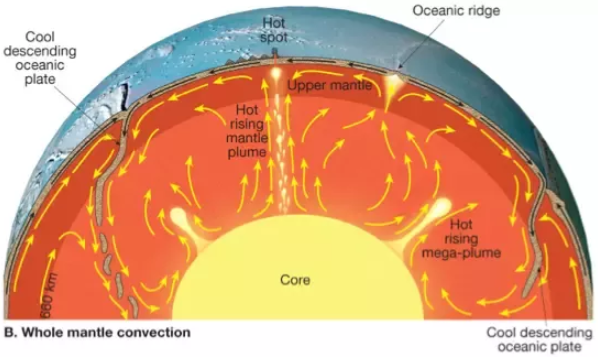 Oceanic ridge
Hot
spot
Cool
descending
oceanic
plate
Upper mantle
Hot
rising
mantle
plume
Hot
rising
mega-plume
Core
660 km
B. Whole mantle convection
Cool descending
oceanic plate